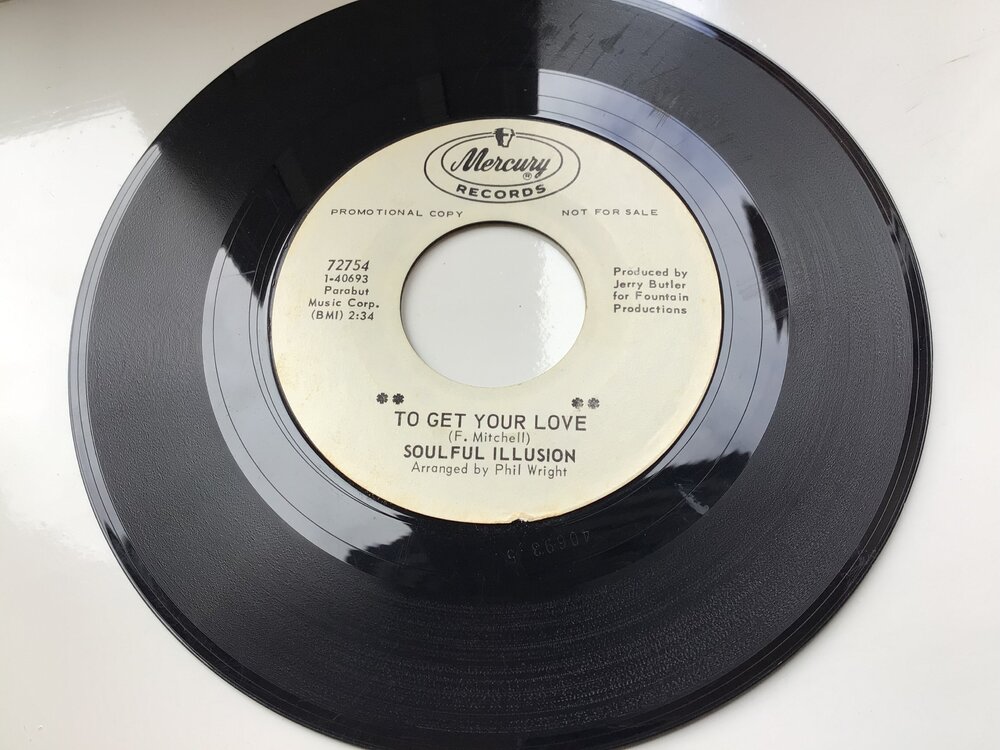 Mercury
®
RECORDS
PROMOTIONAL COPY NOT FOR SALE
72754
1-40693
Parabut
Music Corp.
(BMI) 2:34
Produced by
Jerry Butler
for Fountain
Productions
TO GET YOUR LOVE
(F. Mitchell)
SOULFUL ILLUSION
Arranged by Phil Wright
40693